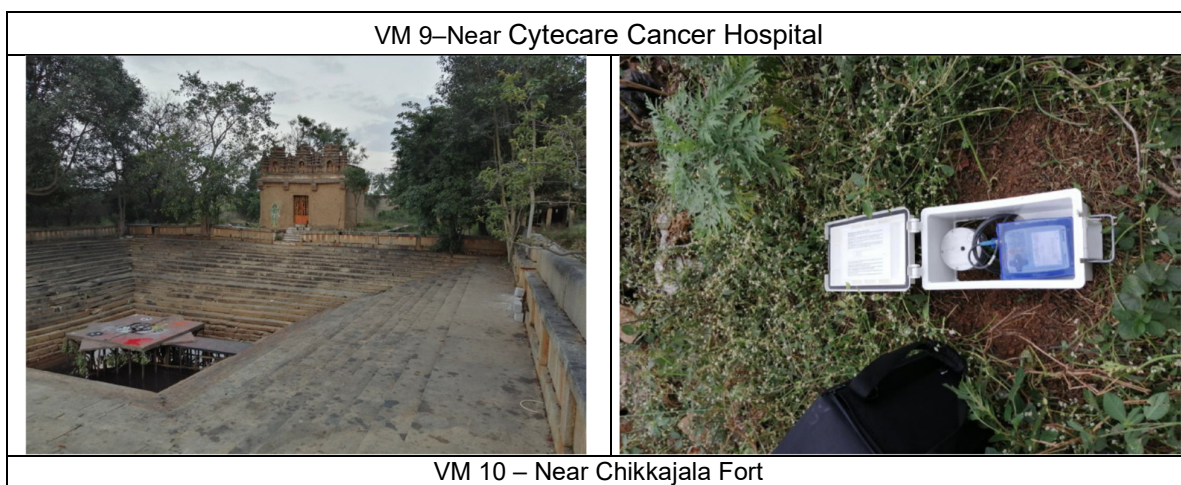 VM 9–Near Cytecare Cancer Hospital
VM 10 – Near Chikkajala Fort